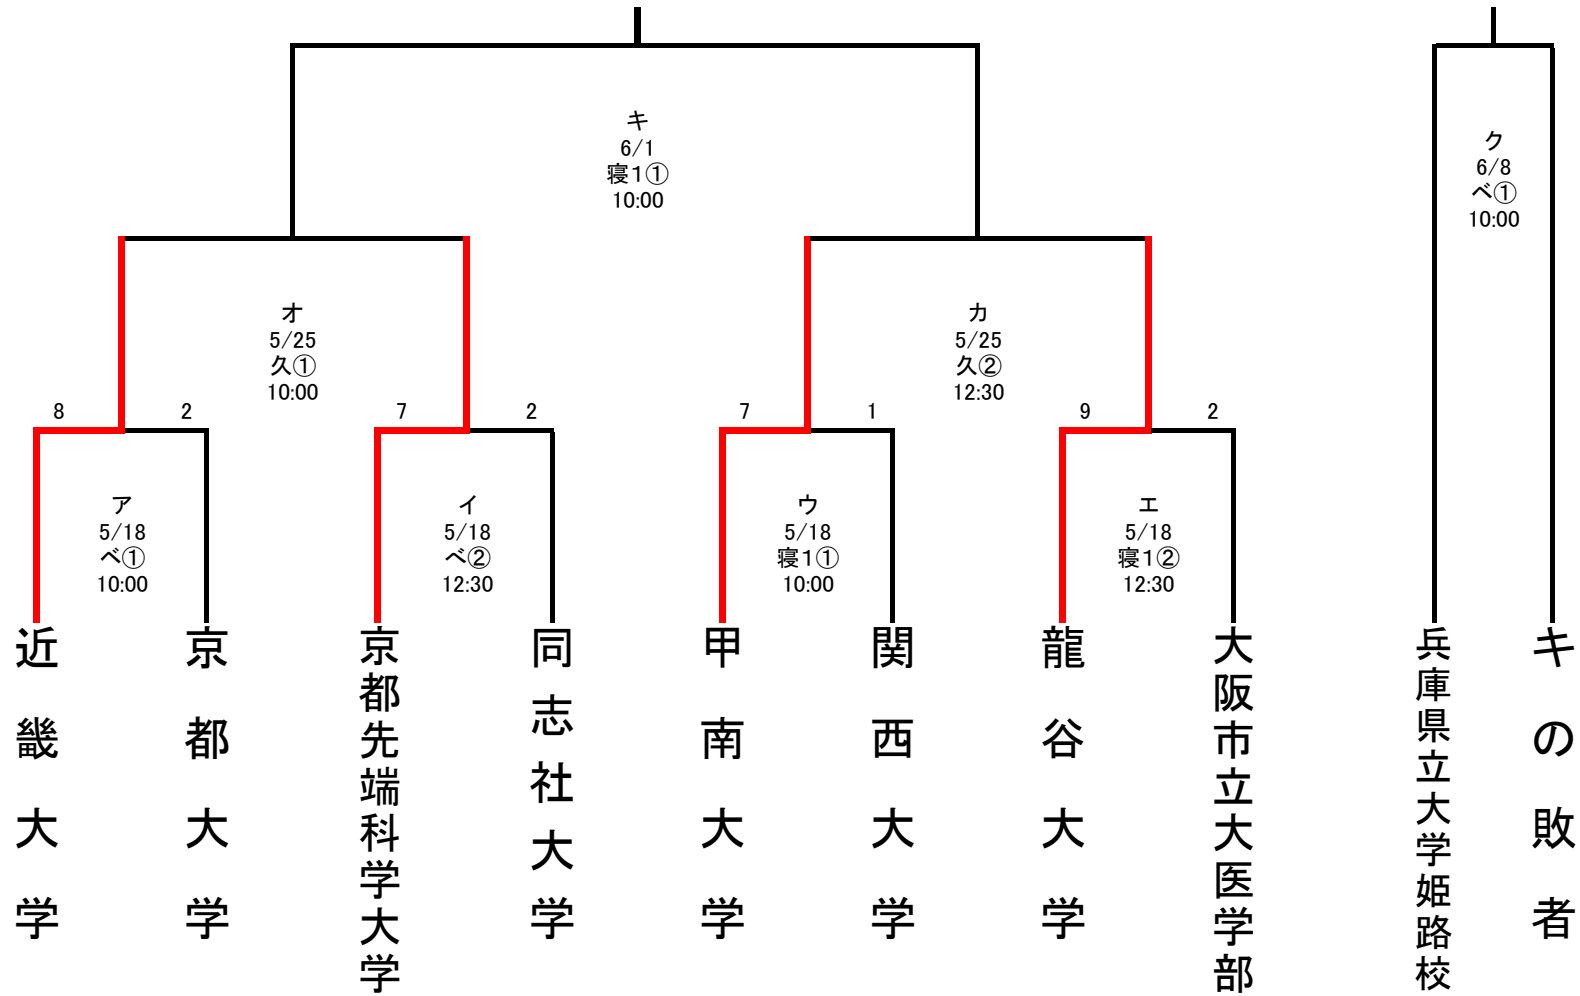 キ
6/1
寝1①
10:00
ク
6/8
ベ①
10:00
オ
5/25
久①
10:00
カ
5/25
久②
12:30
8
2
7
2
7
1
9
2
ア
5/18
ベ①
10:00
イ
5/18
ベ②
12:30
ウ
5/18
寝1①
10:00
エ
5/18
寝1②
12:30
近畿大学
京都大学
京都先端科学大学
同志社大学
甲南大学
関西大学
龍谷大学
大阪市立大医学部
兵庫県立大学姫路校
キの敗者